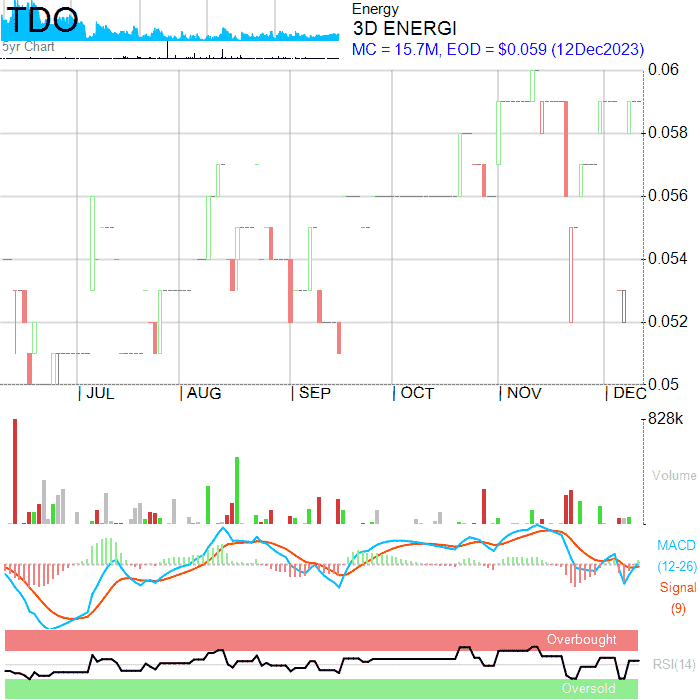 TDO
5yr Chart
Energy
3D ENERGI
MC = 15.7M, EOD = $0.059 (12Dec2023)
0.06
0.058
0.056
0.054
0.052
0.05
JUL
AUG
SEP
OCT
NOV
DEC
828k
Volume
MACD
(12-26)
Signal
(9)
Overbought
RSI(14)
Oversold